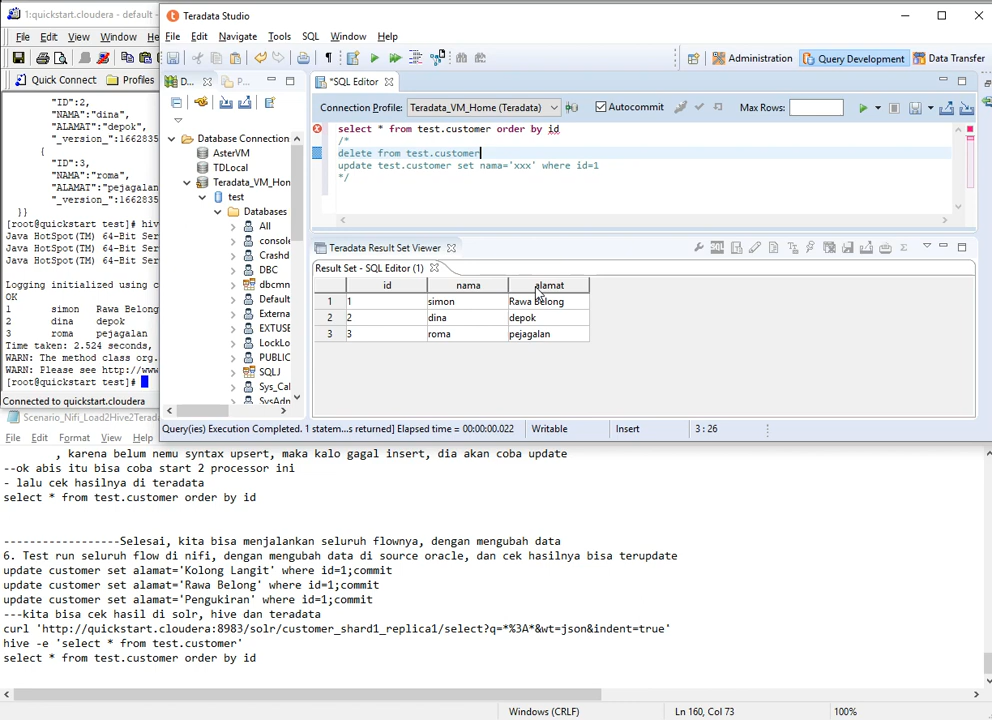 1:quickstart.cloudera - default -
File Edit View Window
Quick Connect Profiles
"ID":2,
"NAMA":"dina",
"ALAMAT":"depok",
"_version_":1662835
{
"ID":3,
"NAMA":"roma",
"ALAMAT":"pejagalan
"_version_":1662835
}}
[root@quickstart test]# hiv
Java HotSpot(TM) 64-Bit Ser
Java HotSpot(TM) 64-Bit Ser
Java HotSpot(TM) 64-Bit Ser
Logging initialized using c
OK
1 simon Rawa Belong
2 dina depok
3 roma pejagalan
Time taken: 2.524 seconds,
WARN: The method class org.
WARN: Please see http://www
[root@quickstart test]#
Connected to quickstart.cloudera
Teradata Studio
File Edit Navigate Tools SQL Window Help
Administration Query Development Data Transfer
D... P...
Database Connection
AsterVM
TDLocal
Teradata_VM_Hon
test
Databases
All
console
Crashd
DBC
dbcmn
Default
Externa
EXTUSE
LockLo
PUBLIC
SQLJ
Sys_Cal
SysAdn
*SQL Editor
Connection Profile: Teradata_VM_Home (Teradata) Autocommit Max Rows:
select * from test.customer order by id
/*
delete from test.customer
update test.customer set nama='xxx' where id=1
*/
Teradata Result Set Viewer
Result Set - SQL Editor (1)
id nama alamat
1 1 simon Rawa Belong
2 2 dina depok
3 3 roma pejagalan
Query(ies) Execution Completed. 1 statem...s returned] Elapsed time = 00:00:00.022 Writable Insert 3 : 26
Scenario_Nifi_Load2Hive2Terada
File Edit Format View Help
, karena belum nemu syntax upsert, maka kalo gagal insert, dia akan coba update
--ok abis itu bisa coba start 2 processor ini
- lalu cek hasilnya di teradata
select * from test.customer order by id
------------------Selesai, kita bisa menjalankan seluruh flownya, dengan mengubah data
6. Test run seluruh flow di nifi, dengan mengubah data di source oracle, dan cek hasilnya bisa terupdate
update customer set alamat='Kolong Langit' where id=1;commit
update customer set alamat='Rawa Belong' where id=1;commit
update customer set alamat='Pengukiran' where id=1;commit
---kita bisa cek hasil di solr, hive dan teradata
curl 'http://quickstart.cloudera:8983/solr/customer_shard1_replica1/select?q=*%3A*&wt=json&indent=true'
hive -e 'select * from test.customer'
select * from test.customer order by id
Windows (CRLF) Ln 160, Col 73 100%